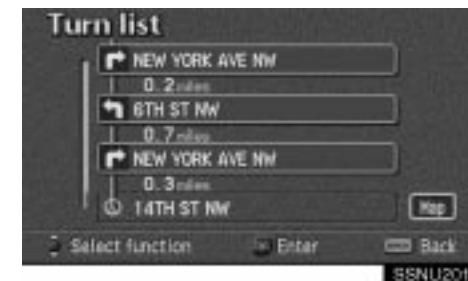 Turn list
NEW YORK AVE NW
0.2 miles
6TH ST NW
0.7 miles
NEW YORK AVE NW
0.3 miles
14TH ST NW
Map
Select function
Enter
Back
SSNU201